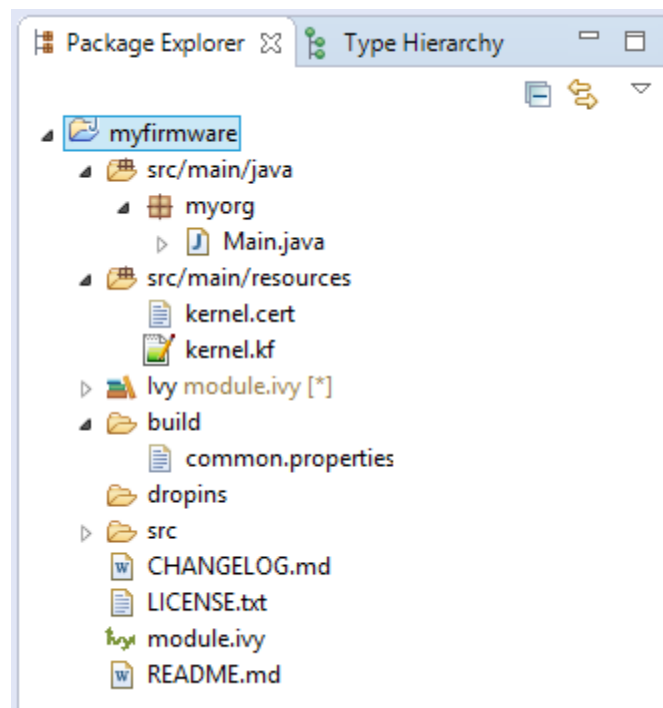 Package Explorer Type Hierarchy
myfirmware
src/main/java
myorg
Main.java
src/main/resources
kernel.cert
kernel.kf
Ivy module.ivy [*]
build
common.properties
dropins
src
CHANGELOG.md
LICENSE.txt
module.ivy
README.md